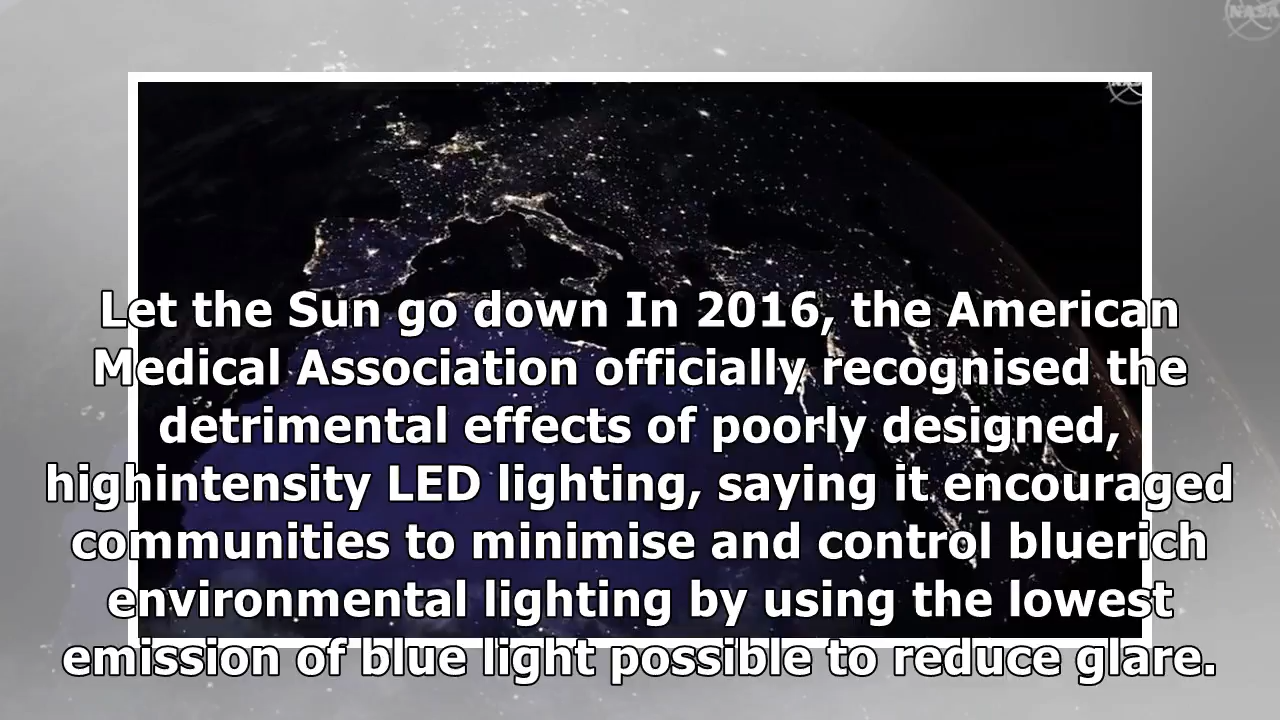 NASA
NASA
Let the Sun go down In 2016, the American
Medical Association officially recognised the
detrimental effects of poorly designed,
highintensity LED lighting, saying it encouraged
communities to minimise and control bluerich
environmental lighting by using the lowest
emission of blue light possible to reduce glare.